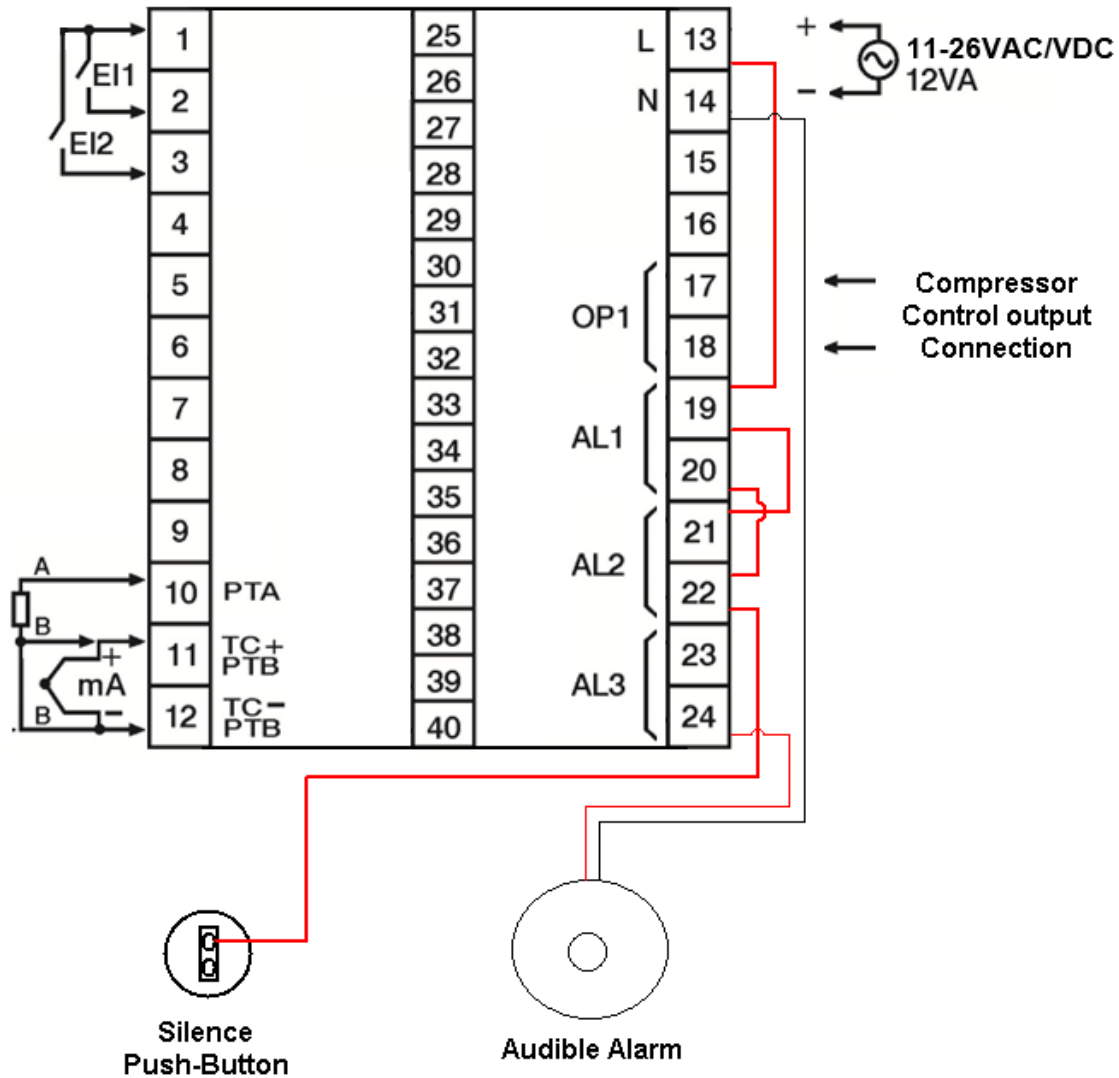 1
2
3
4
5
6
7
8
9
10
11
12
EI1
EI2
A
B
+
mA
B
−
PTA
TC+
PTB
TC−
PTB
25
26
27
28
29
30
31
32
33
34
35
36
37
38
39
40
L
N
OP1
AL1
AL2
AL3
13
14
15
16
17
18
19
20
21
22
23
24
+
−
11-26VAC/VDC
12VA
Compressor
Control output
Connection
Silence
Push-Button
Audible Alarm